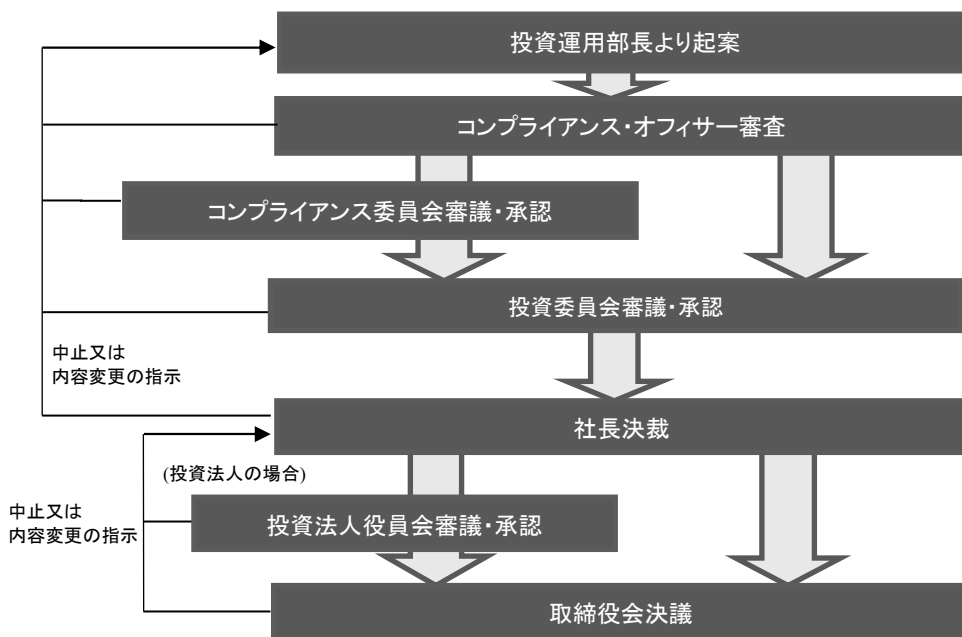 投資運用部長より起案
コンプライアンス・オフィサー審査
コンプライアンス委員会審議・承認
投資委員会審議・承認
中止又は
内容変更の指示
社長決裁
(投資法人の場合)
中止又は
内容変更の指示
投資法人役員会審議・承認
取締役会決議